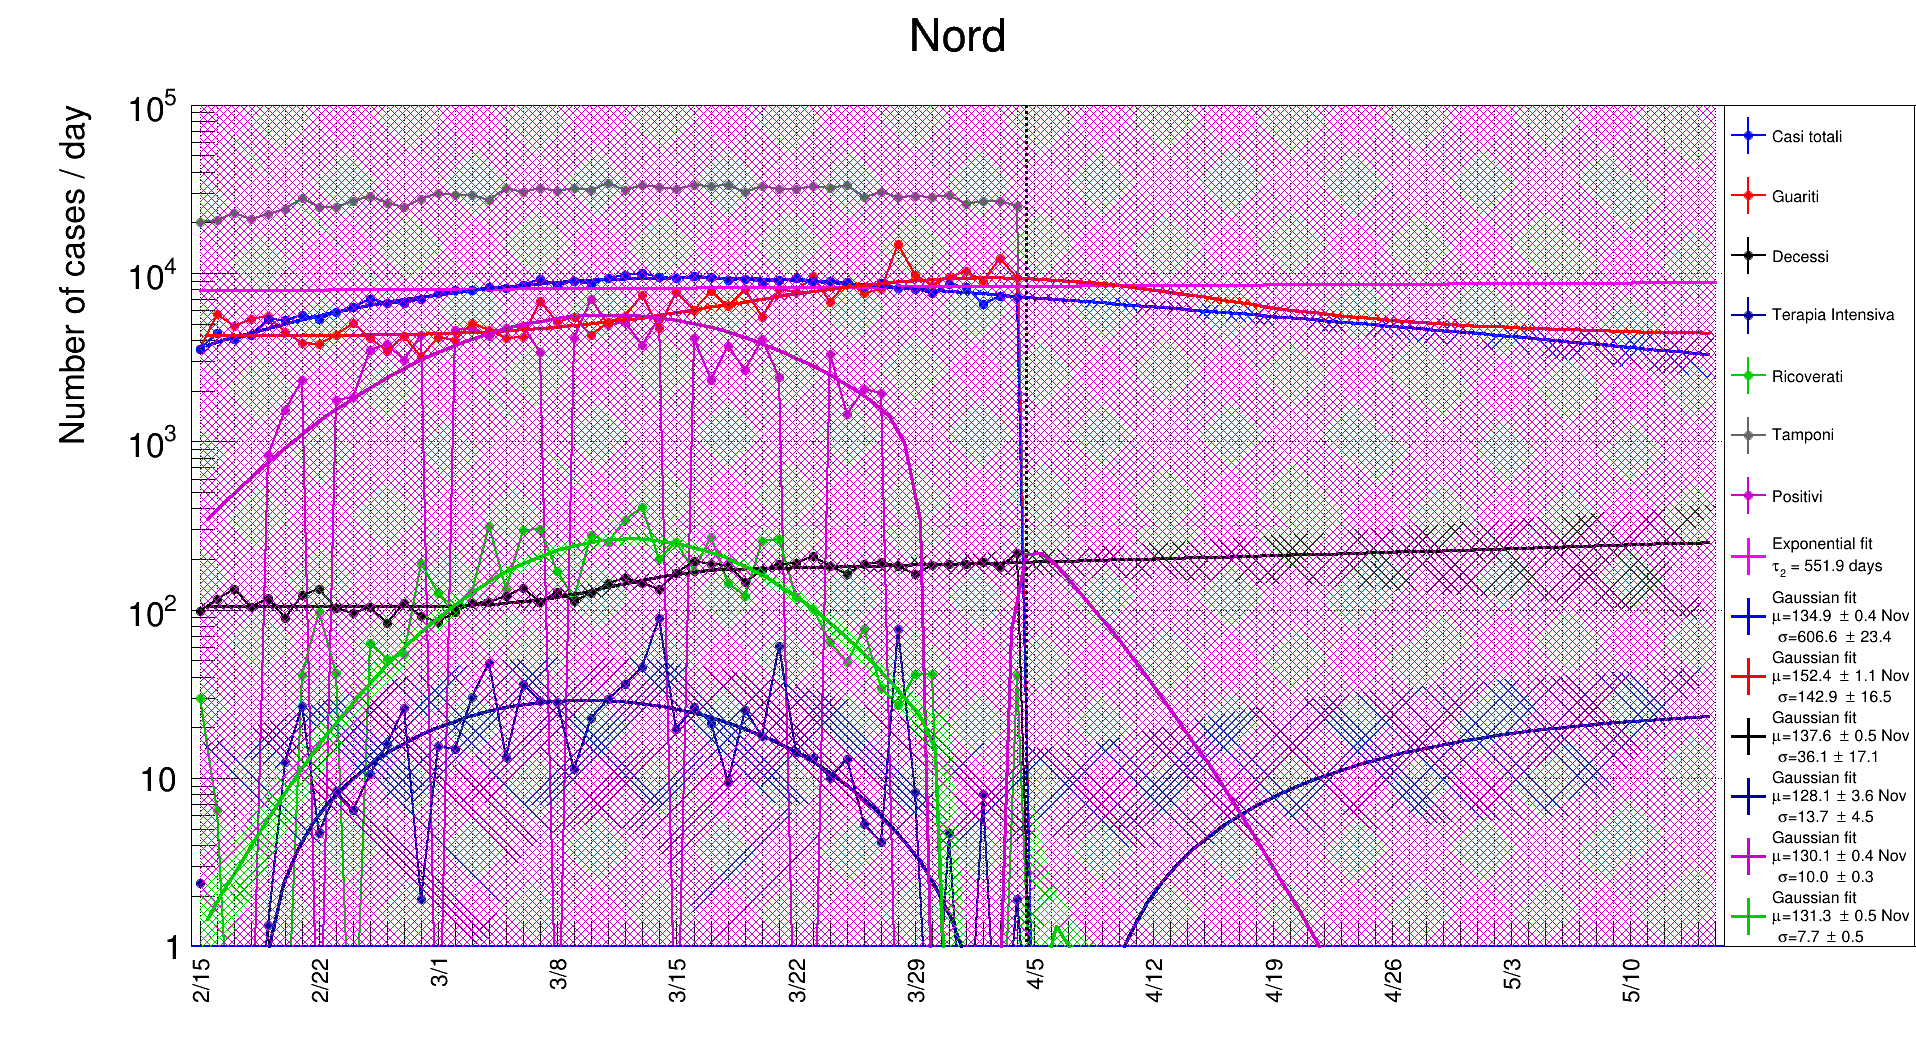 Nord
Number of cases / day
10^5
10^4
10^3
10^2
10
1
2/15
2/22
3/1
3/8
3/15
3/22
3/29
4/5
4/12
4/19
4/26
5/3
5/10
Casi totali
Guariti
Decessi
Terapia Intensiva
Ricoverati
Tamponi
Positivi
Exponential fit
τ₂ = 551.9 days
Gaussian fit
μ=134.9 ± 0.4 Nov
σ=606.6 ± 23.4
Gaussian fit
μ=152.4 ± 1.1 Nov
σ=142.9 ± 16.5
Gaussian fit
μ=137.6 ± 0.5 Nov
σ=36.1 ± 17.1
Gaussian fit
μ=128.1 ± 3.6 Nov
σ=13.7 ± 4.5
Gaussian fit
μ=130.1 ± 0.4 Nov
σ=10.0 ± 0.3
Gaussian fit
μ=131.3 ± 0.5 Nov
σ=7.7 ± 0.5